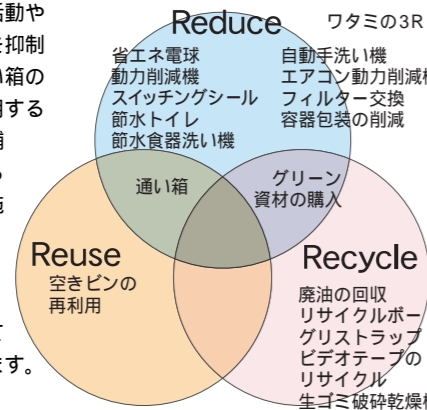 活動や
を抑制
い箱の
用する
ワタミの3R
Reduce
省エネ電球
動力削減機
スイッチングシール
節水トイレ
節水食器洗い機
自動手洗い機
エアコン動力削減機
フィルター交換
容器包装の削減
通い箱
グリーン
資材の購入
Reuse
空きビンの
再利用
Recycle
廃油の回収
リサイクルボー
グリストラップ
ビデオテープの
リサイクル
生ゴミ破砕乾燥機
ます。